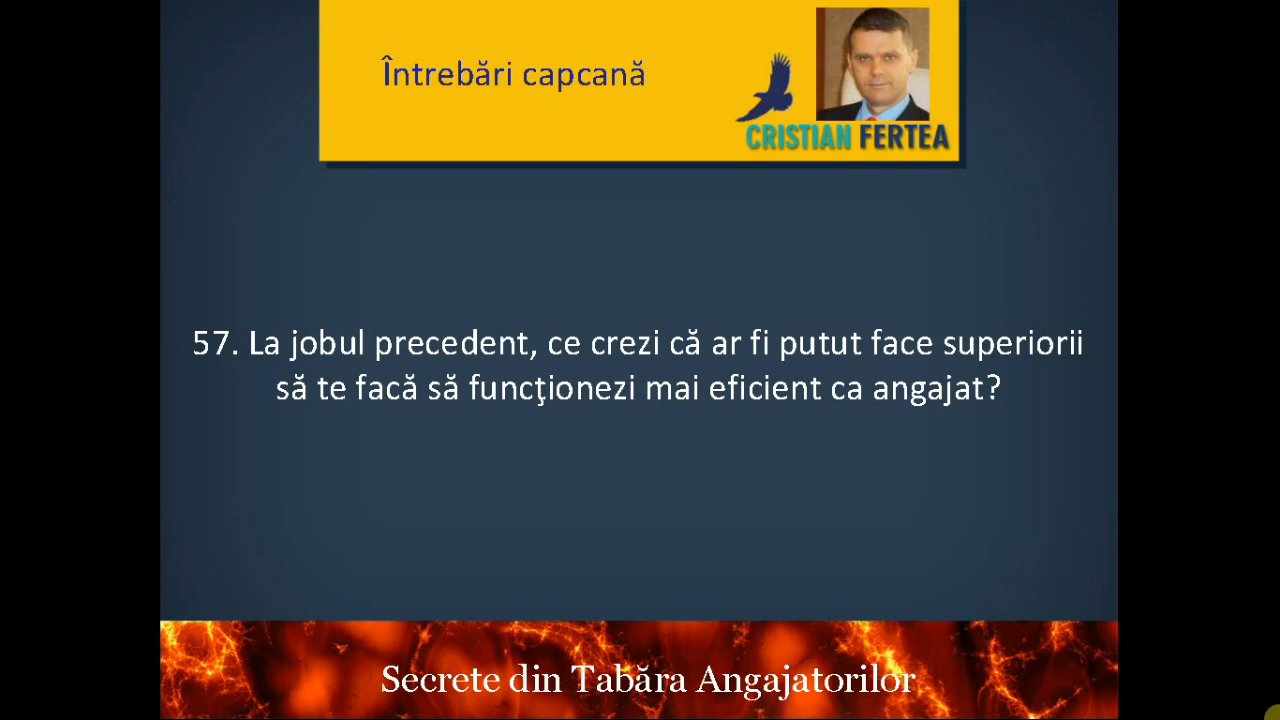 Întrebări capcană
CRISTIAN FERTEA
57. La jobul precedent, ce crezi că ar fi putut face superiorii
să te facă să funcţionezi mai eficient ca angajat?
Secrete din Tabăra Angajatorilor